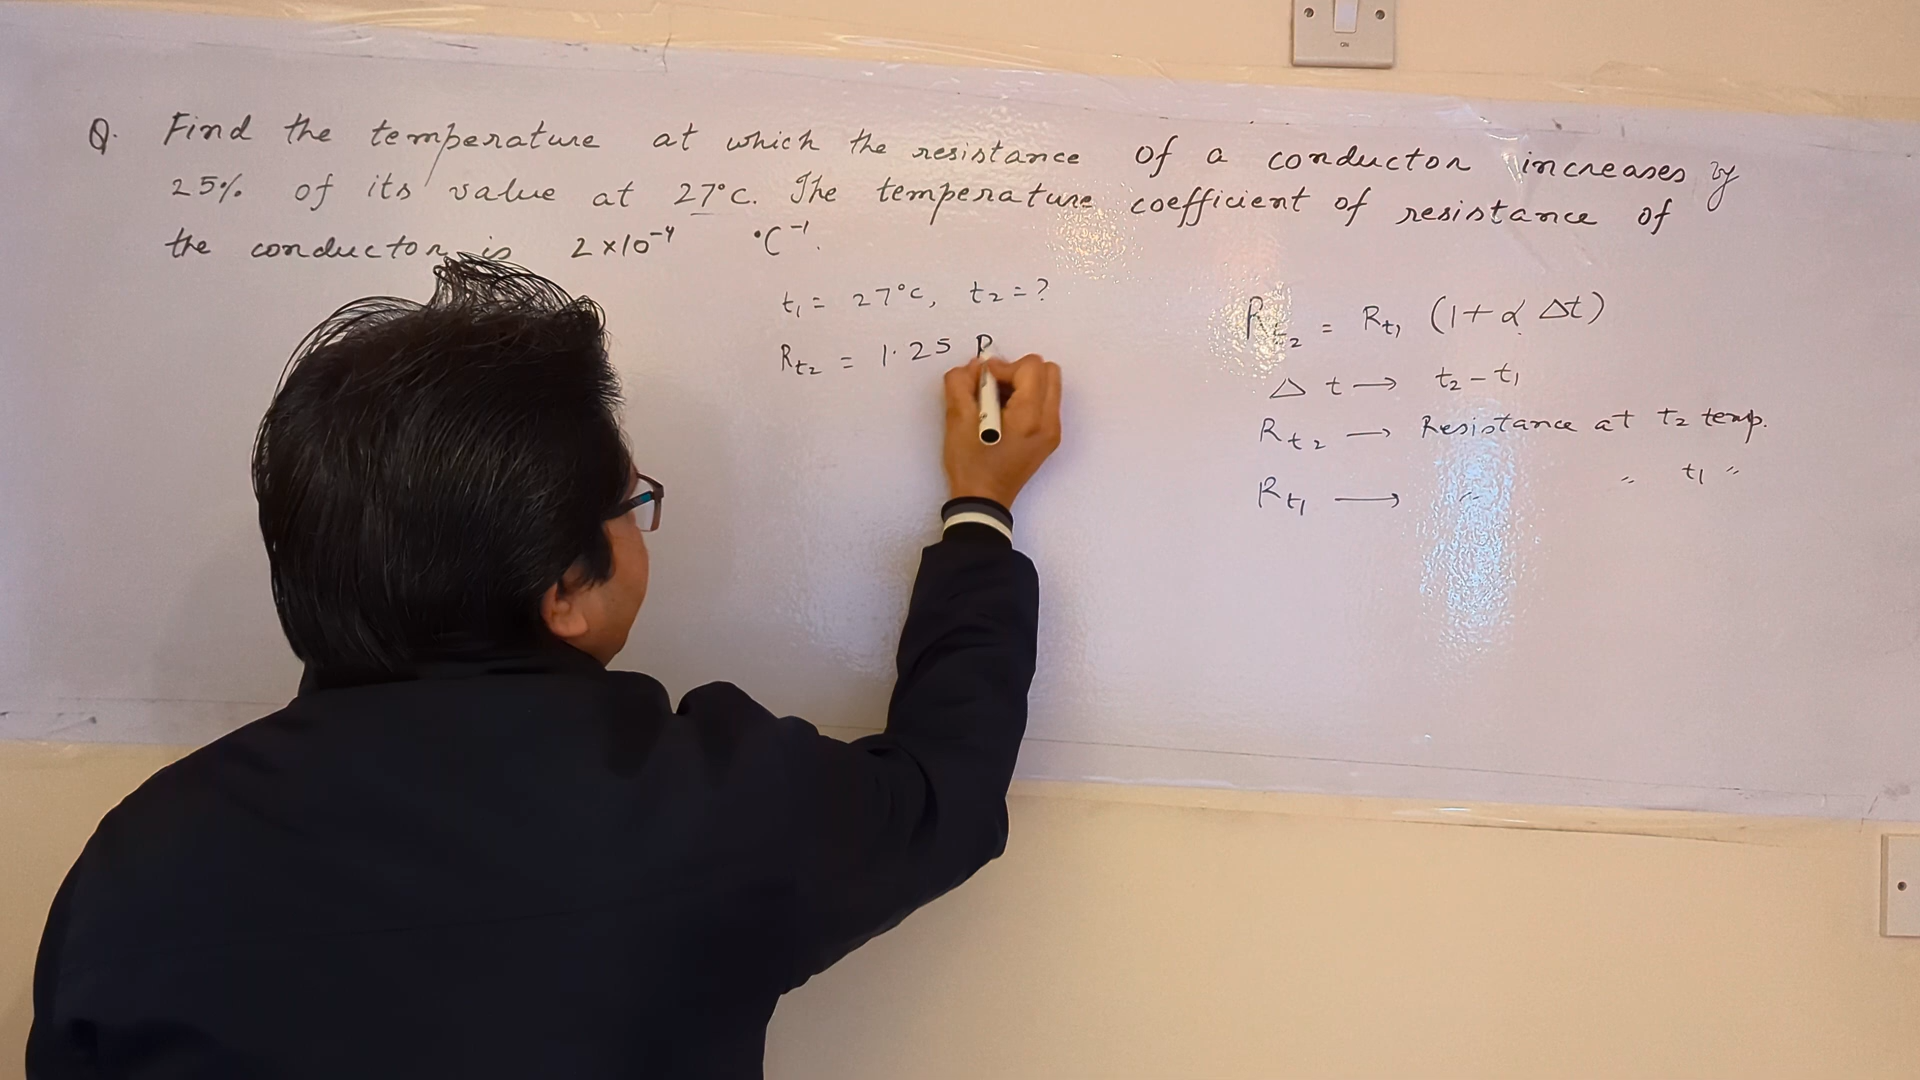 Q. Find the temperature at which the resistance of a conductor increases by
25% of its value at 27°C. The temperature coefficient of resistance of
the conductor is 2 × 10⁻⁴ °C⁻¹.
t₁ = 27°C, t₂ = ?
Rt₂ = 1.25 R
Rt₂ = Rt₁ (1 + α Δt)
Δt → t₂ - t₁
Rt₂ → Resistance at t₂ temp.
Rt₁ → " " t₁ "